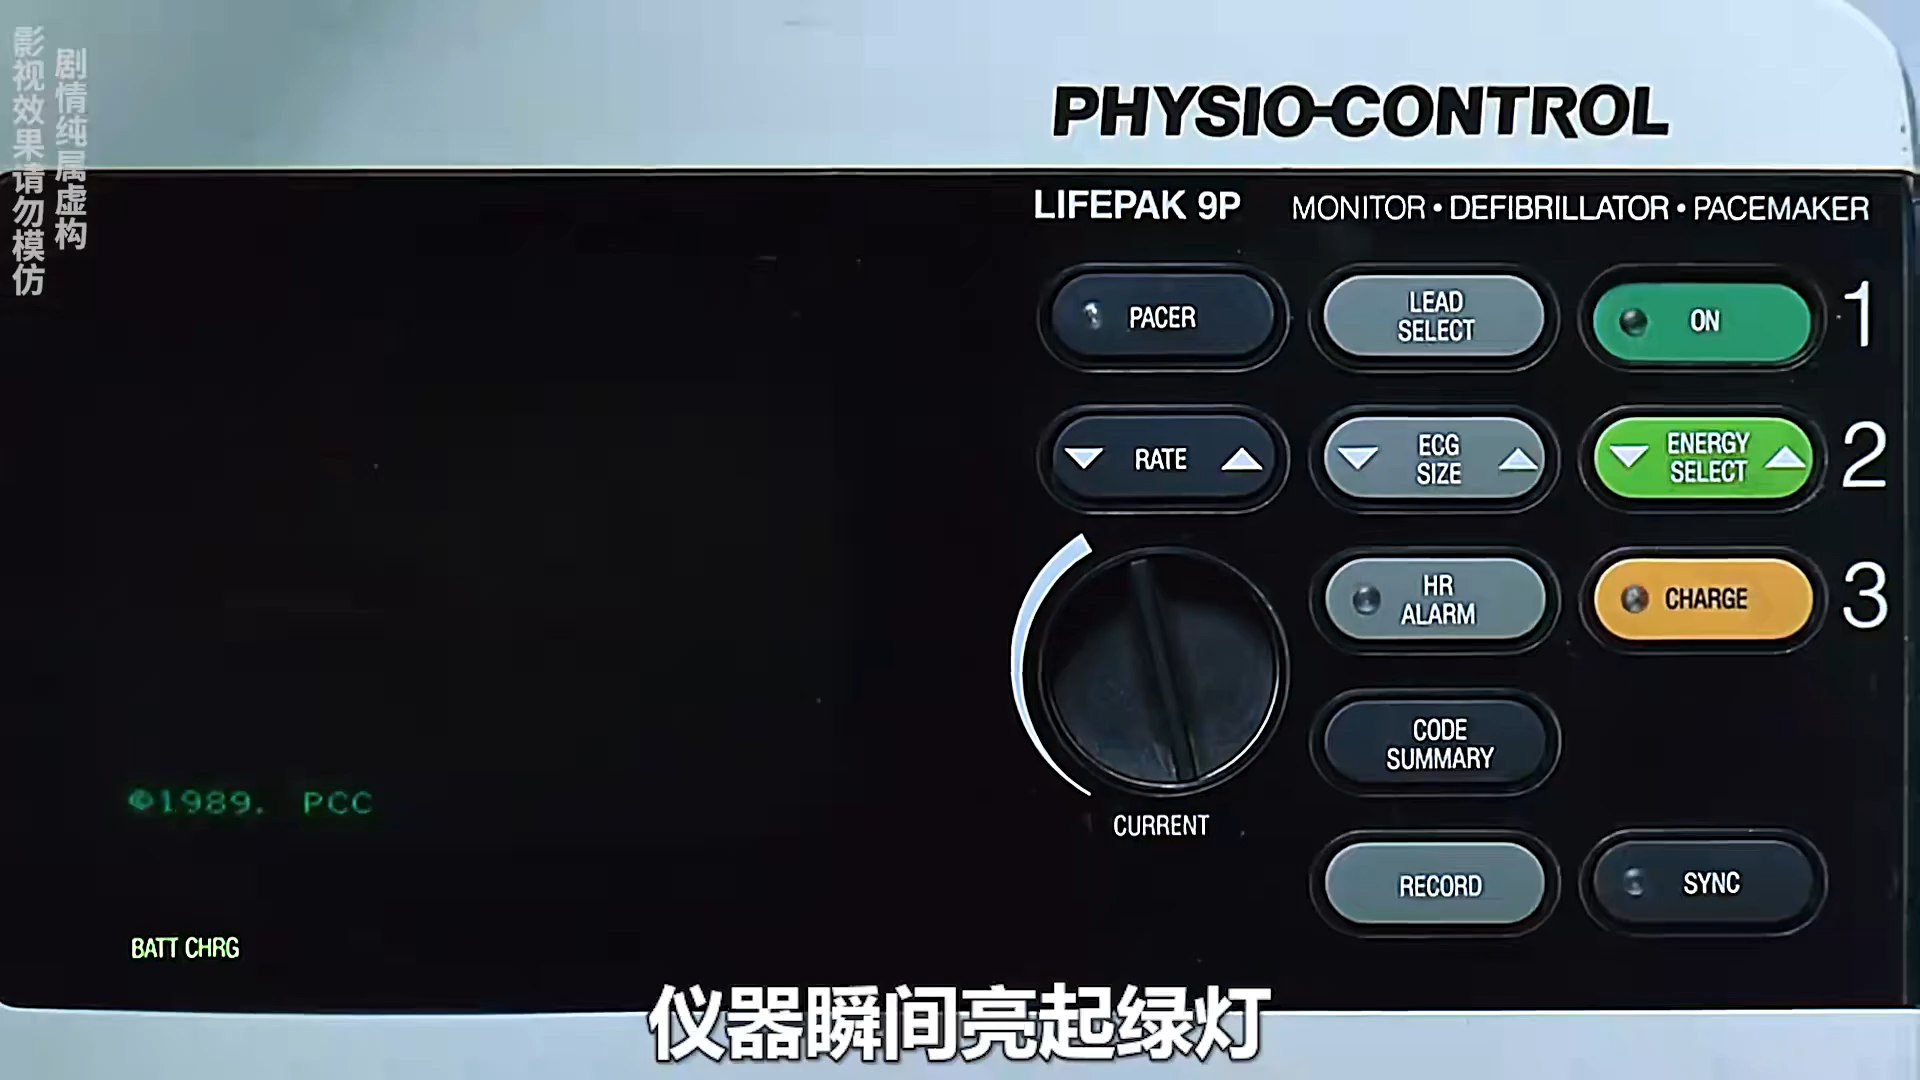 影视效果请勿模仿
剧情纯属虚构
PHYSIO-CONTROL
LIFEPAK 9P MONITOR • DEFIBRILLATOR • PACEMAKER
PACER
LEAD
SELECT
ON
1
RATE
ECG
SIZE
ENERGY
SELECT
2
HR
ALARM
CHARGE
3
CODE
SUMMARY
©1989. PCC
CURRENT
RECORD
SYNC
BATT CHRG
仪器瞬间亮起绿灯